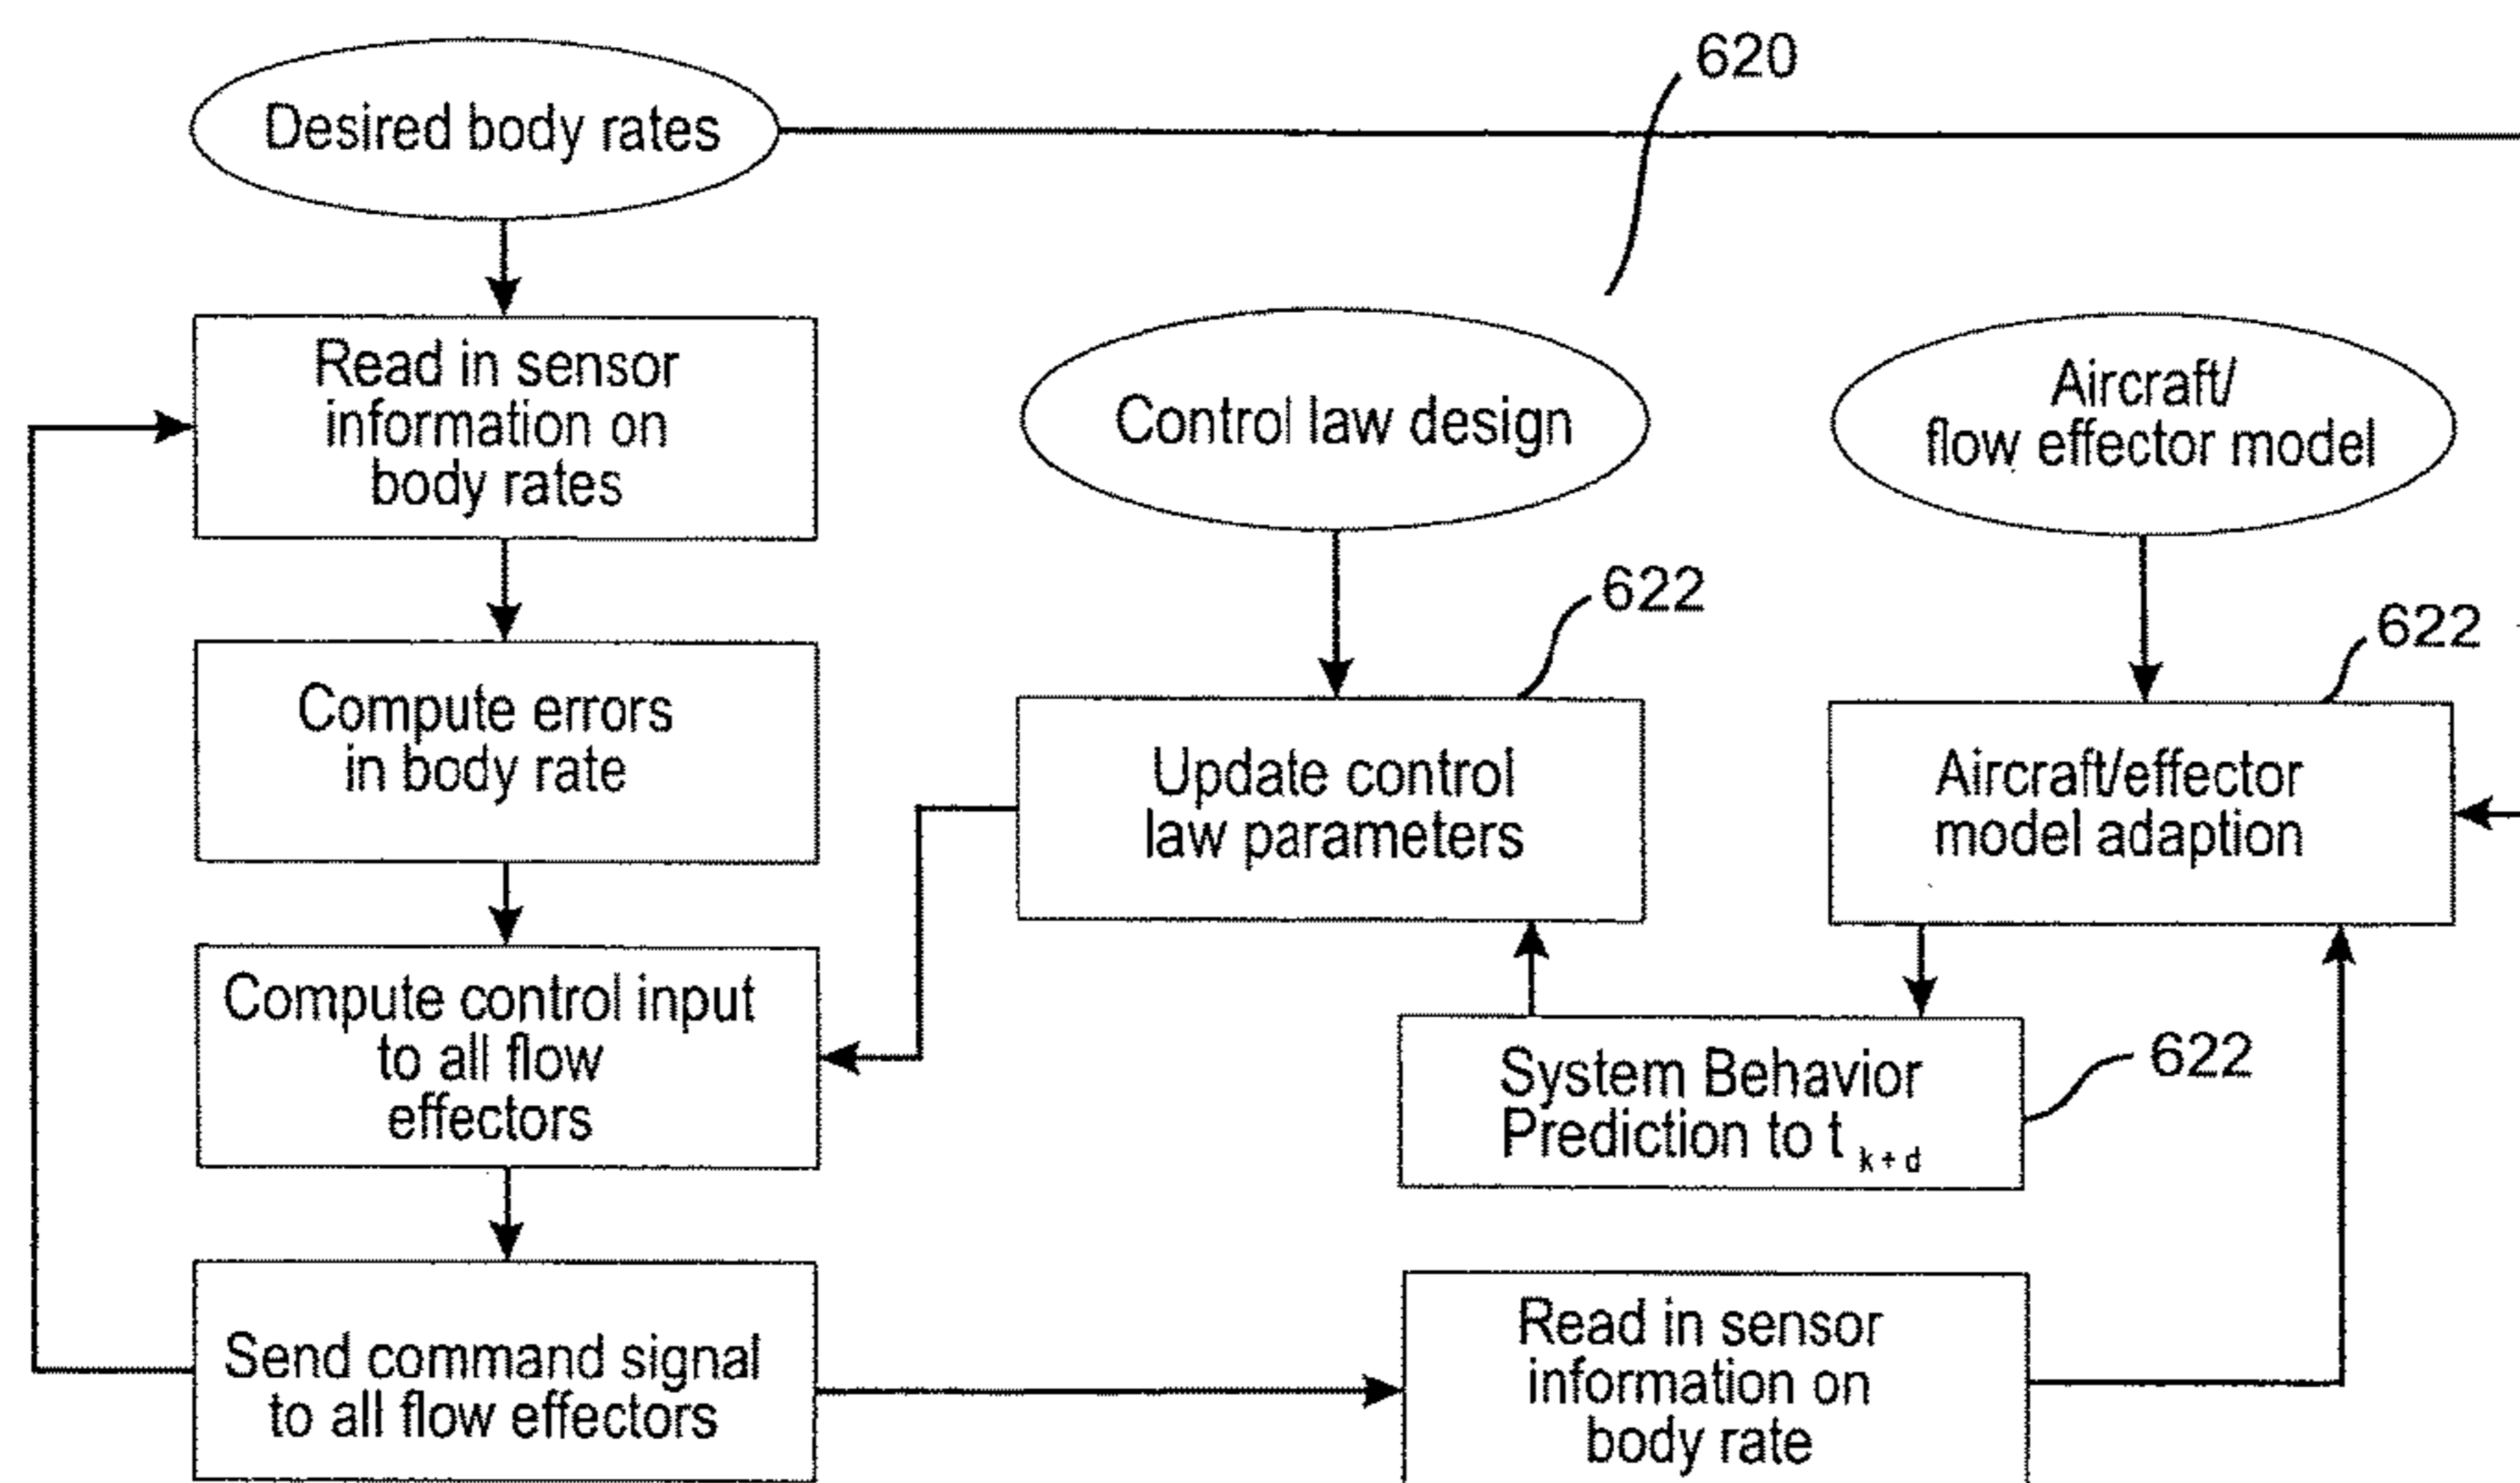 620
Desired body rates
Read in sensor
information on
body rates
Control law design
Aircraft/
flow effector model
622
622
Compute errors
in body rate
Update control
law parameters
Aircraft/effector
model adaption
Compute control input
to all flow
effectors
System Behavior
Prediction to t k + d
622
Send command signal
to all flow effectors
Read in sensor
information on
body rate